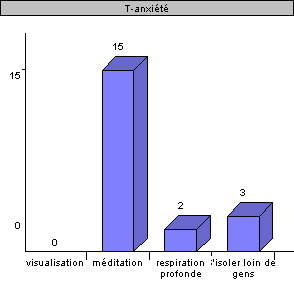 T-anxiété
15
15
3
2
0
0
visualisation méditation respiration s'isoler loin de
profonde gens